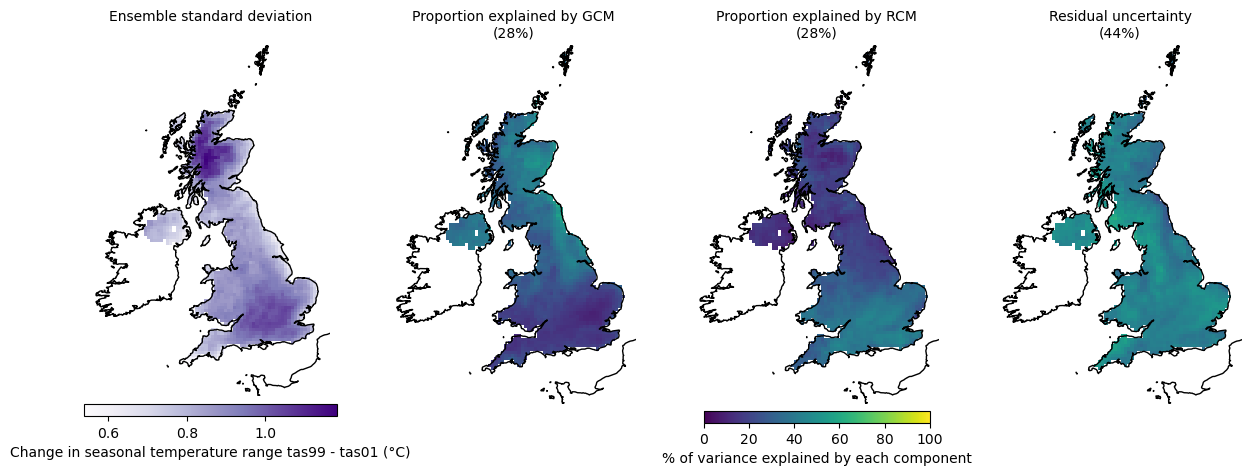 Ensemble standard deviation
Proportion explained by GCM
(28%)
Proportion explained by RCM
(28%)
Residual uncertainty
(44%)
0.6 0.8 1.0
Change in seasonal temperature range tas99 - tas01 (°C)
0 20 40 60 80 100
% of variance explained by each component